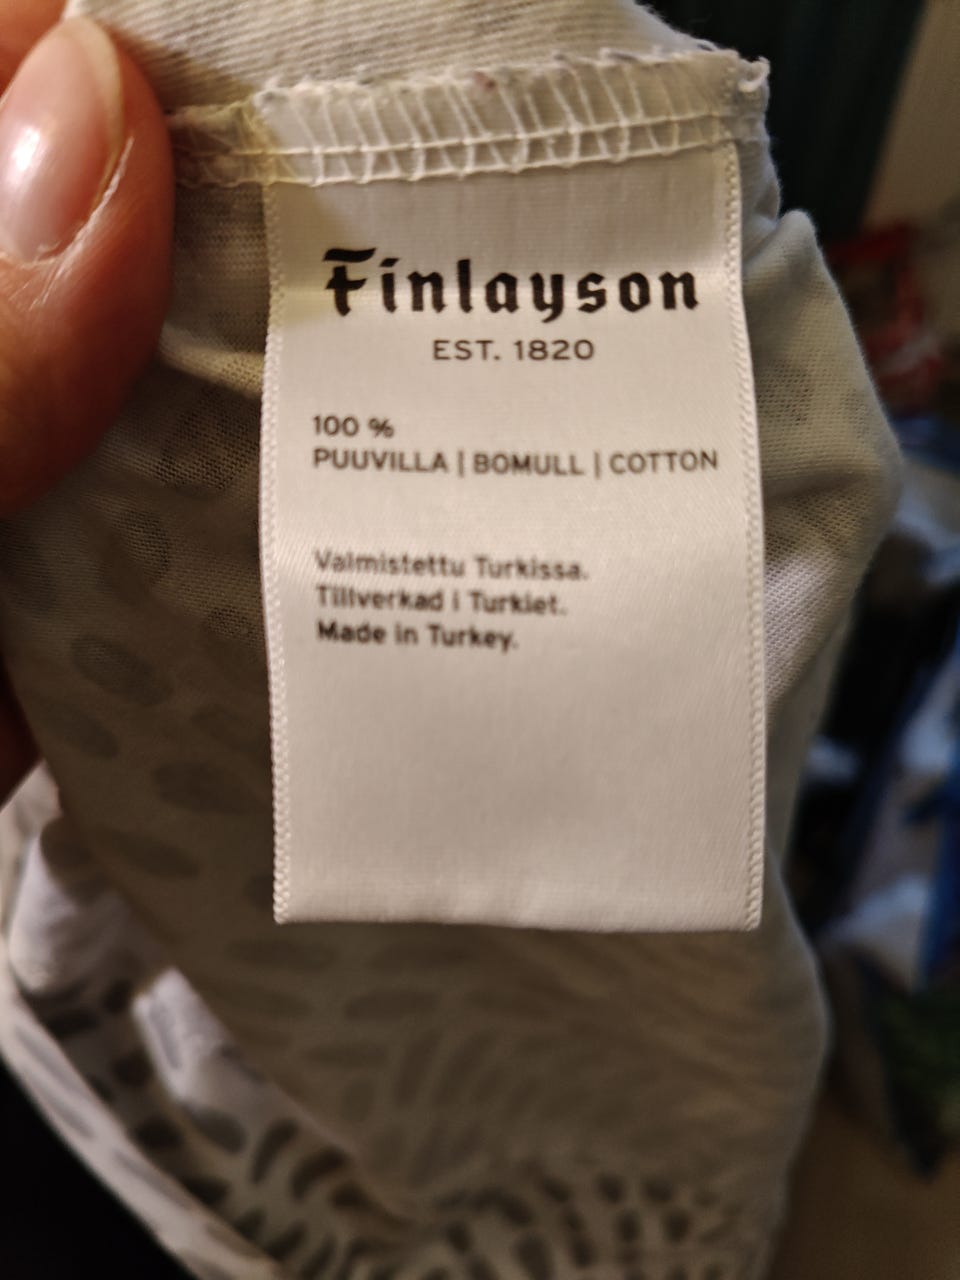 Finlayson
EST. 1820
100 %
PUUVILLA | BOMULL | COTTON
Valmistettu Turkissa.
Tillverkad i Turkiet.
Made in Turkey.